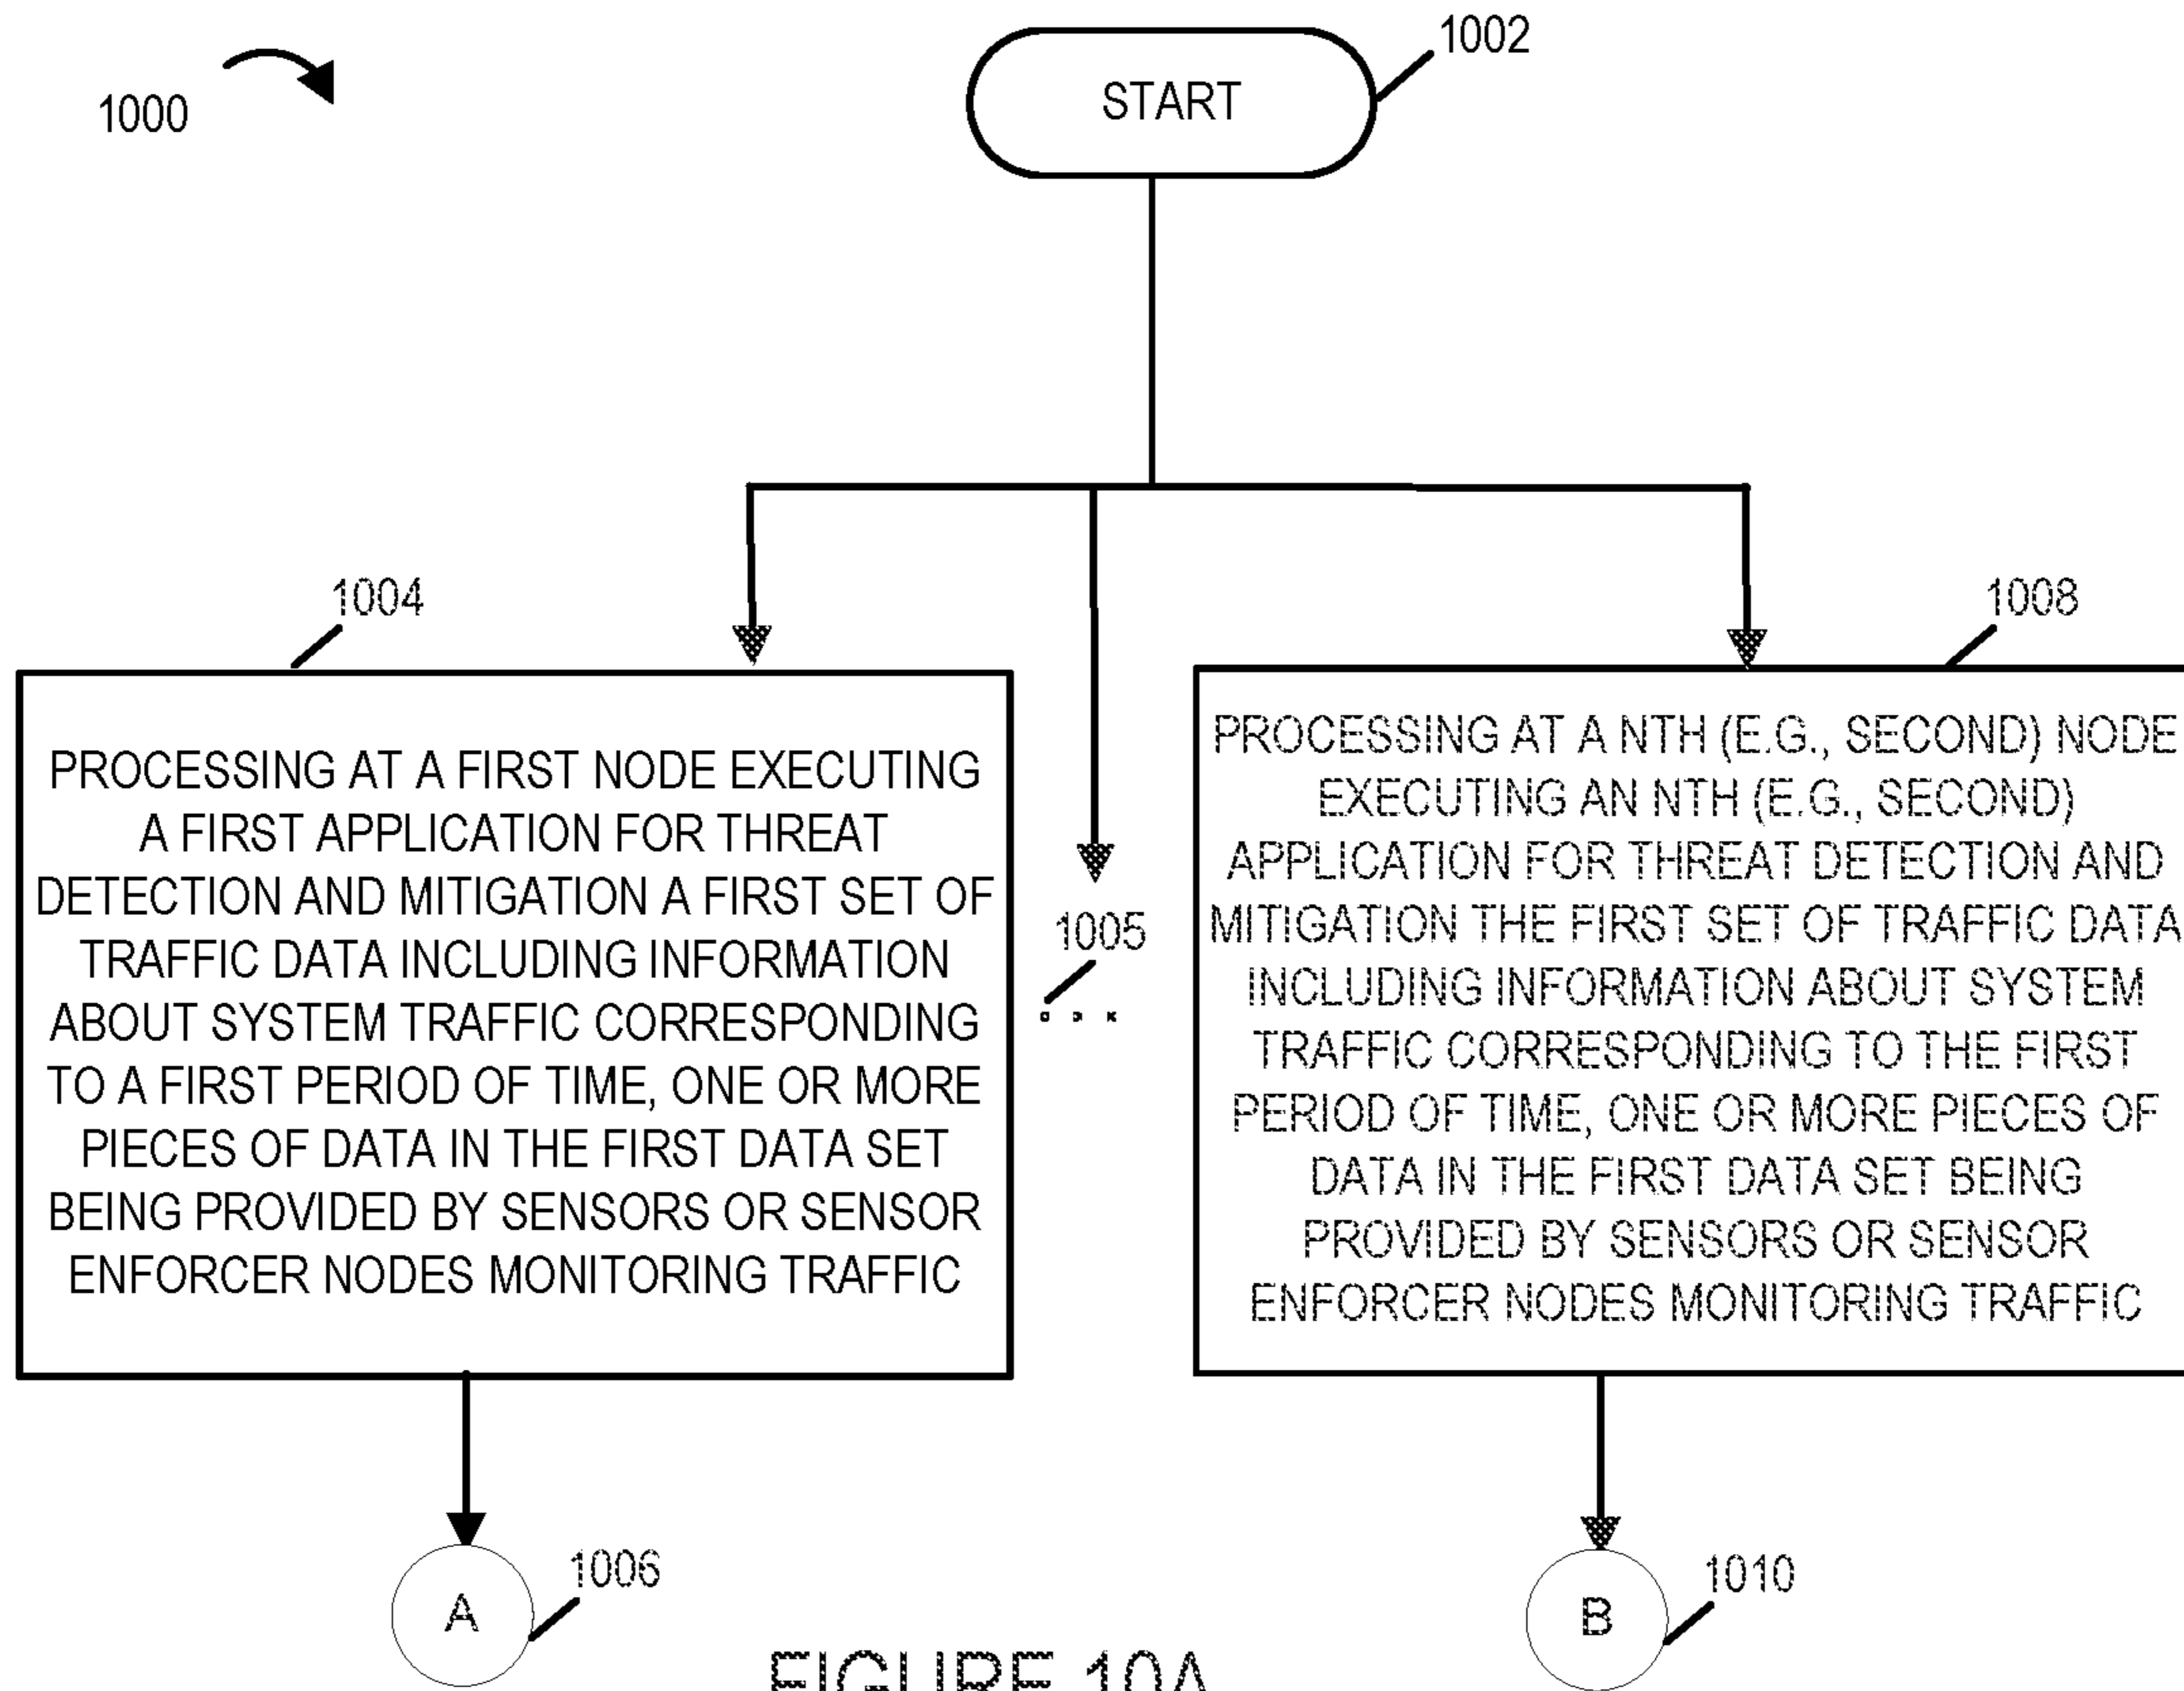 1000
START
1002
1004
PROCESSING AT A FIRST NODE EXECUTING
A FIRST APPLICATION FOR THREAT
DETECTION AND MITIGATION A FIRST SET OF
TRAFFIC DATA INCLUDING INFORMATION
ABOUT SYSTEM TRAFFIC CORRESPONDING
TO A FIRST PERIOD OF TIME, ONE OR MORE
PIECES OF DATA IN THE FIRST DATA SET
BEING PROVIDED BY SENSORS OR SENSOR
ENFORCER NODES MONITORING TRAFFIC
1005
...
1008
PROCESSING AT A NTH (E.G., SECOND) NODE
EXECUTING AN NTH (E.G., SECOND)
APPLICATION FOR THREAT DETECTION AND
MITIGATION THE FIRST SET OF TRAFFIC DATA
INCLUDING INFORMATION ABOUT SYSTEM
TRAFFIC CORRESPONDING TO THE FIRST
PERIOD OF TIME, ONE OR MORE PIECES OF
DATA IN THE FIRST DATA SET BEING
PROVIDED BY SENSORS OR SENSOR
ENFORCER NODES MONITORING TRAFFIC
A
1006
B
1010
FIGURE 10A